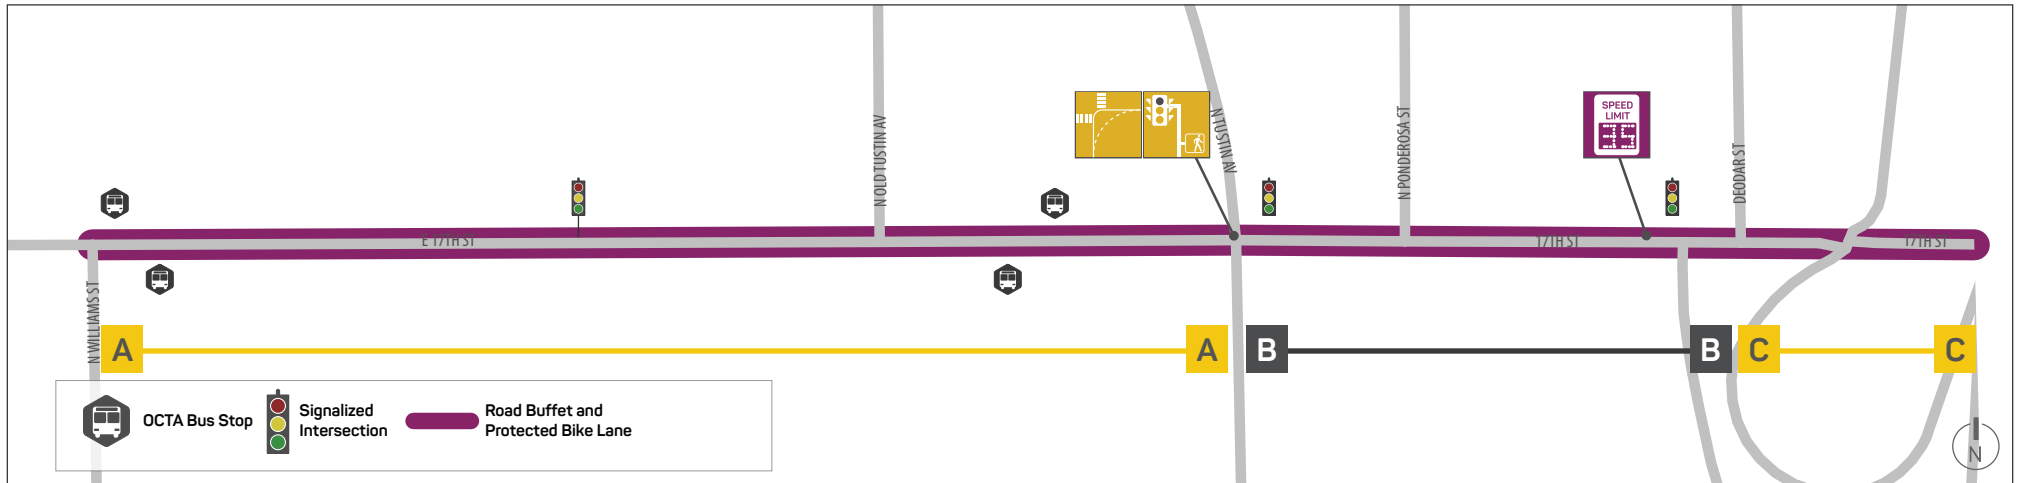 N OLD TUSTIN AV
N TUSTIN AV
N PONDEROSA ST
SPEED
LIMIT
35
DEODAR ST
E 17TH ST
17TH ST
17TH ST
N WILLIAMS ST
A
A
B
B
C
C
OCTA Bus Stop
Signalized
Intersection
Road Buffet and
Protected Bike Lane
N